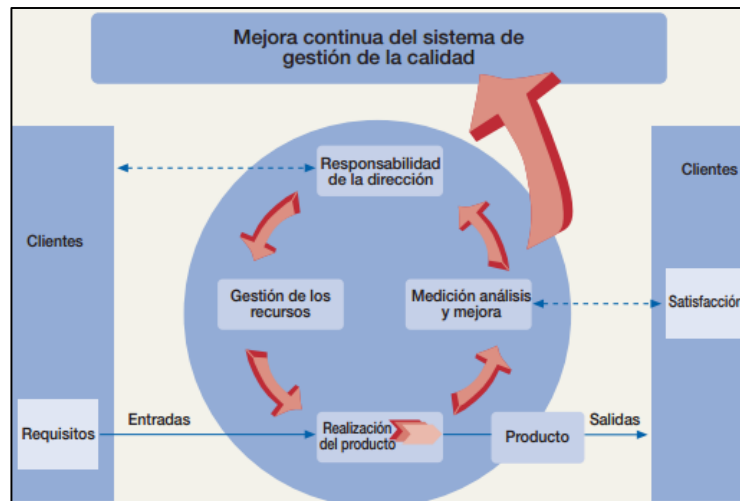 Mejora continua del sistema de
gestión de la calidad
Responsabilidad
de la dirección
Clientes
Clientes
Gestión de los
recursos
Medición análisis
y mejora
Satisfacción
Requisitos
Entradas
Realización
del producto
Producto
Salidas